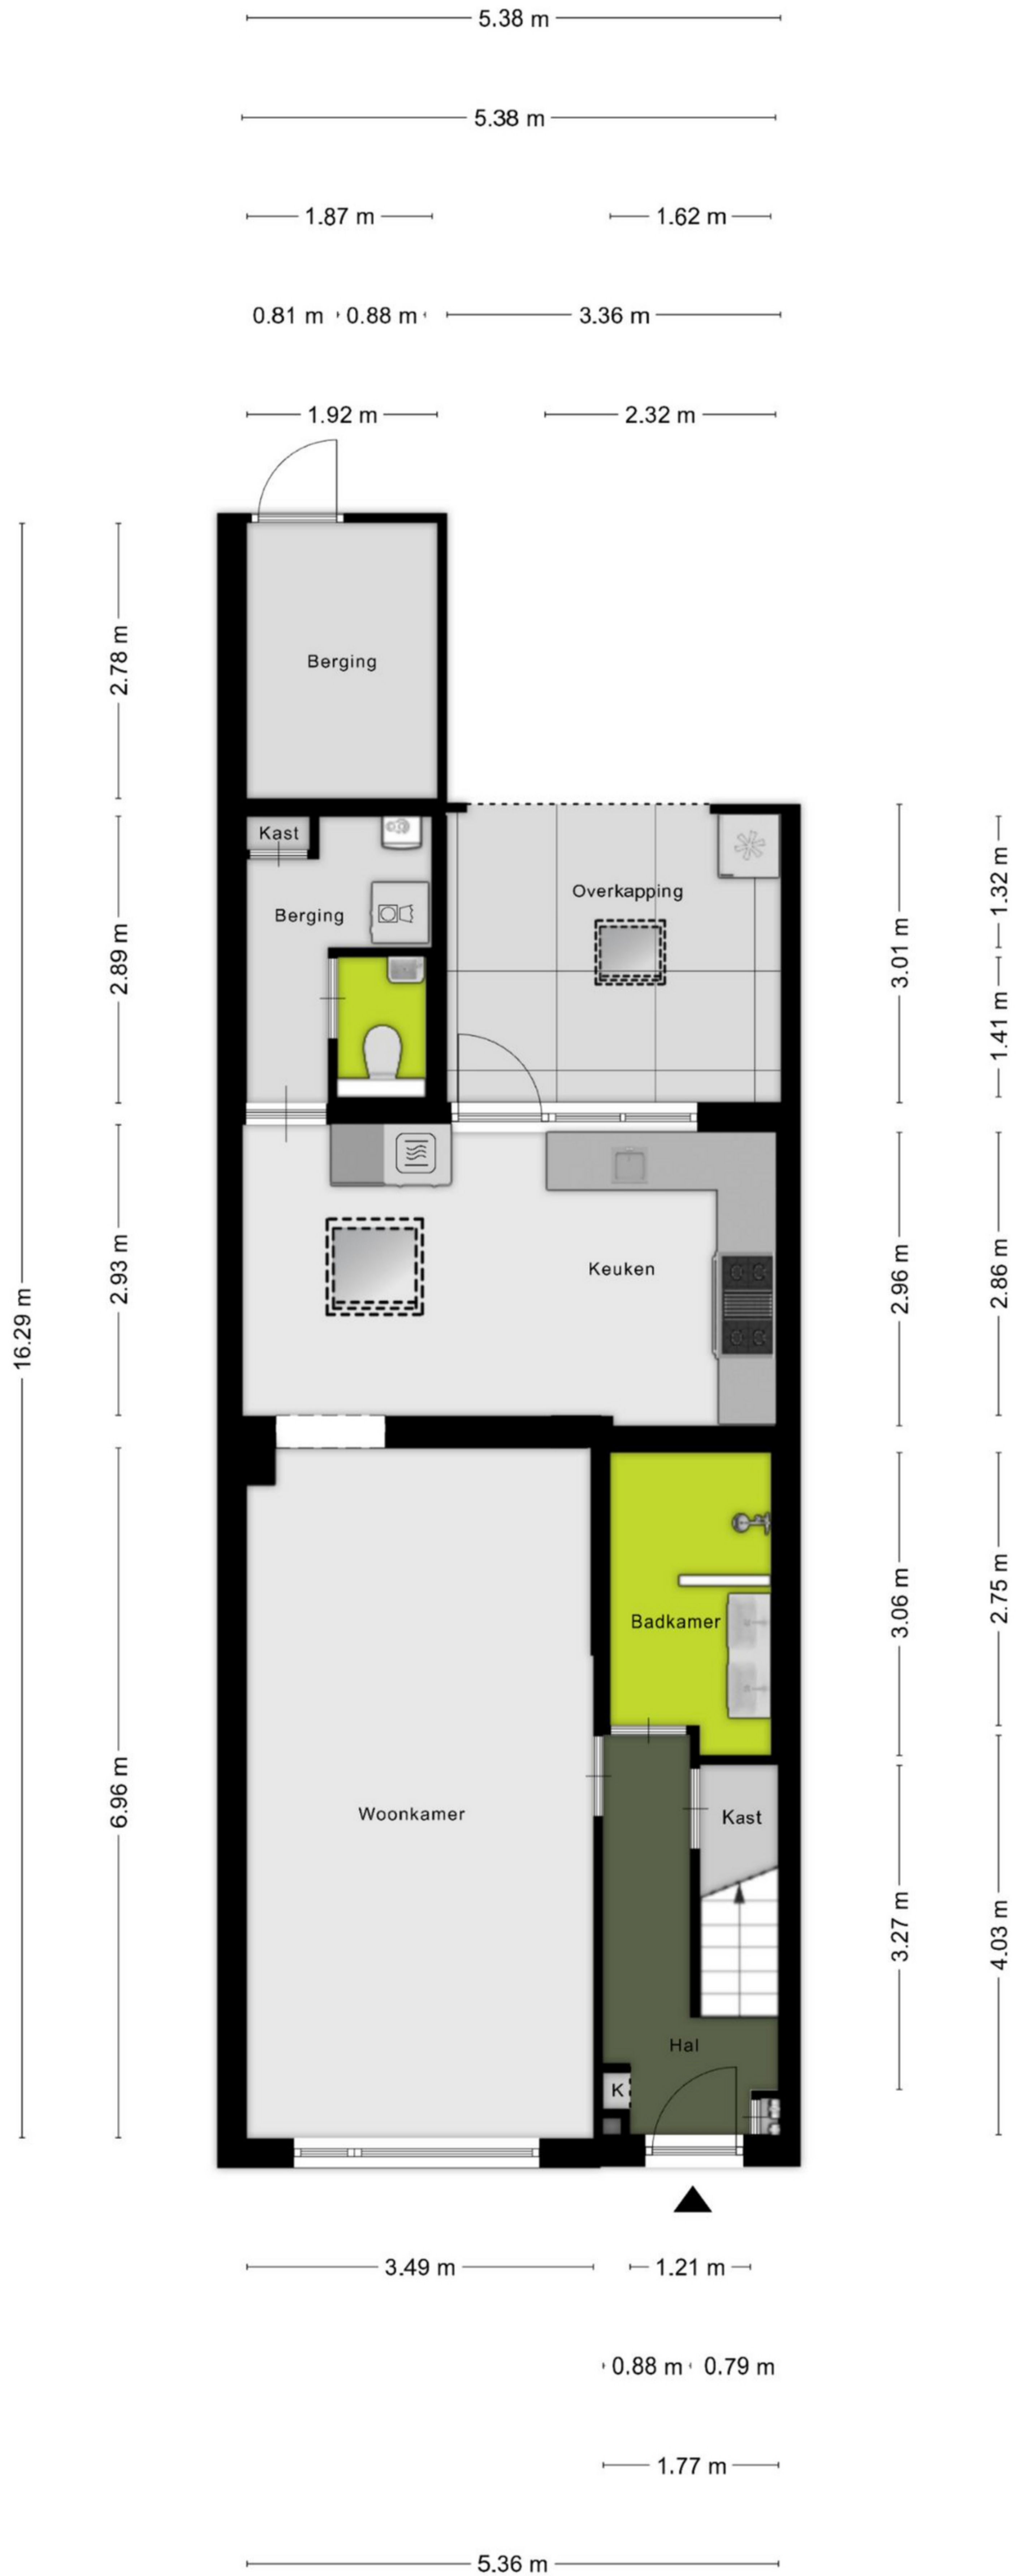 5.38 m
5.38 m
1.87 m 1.62 m
0.81 m 0.88 m 3.36 m
1.92 m 2.32 m
2.78 m
Berging
Kast
1.32 m
Overkapping
Berging
2.89 m
3.01 m
1.41 m
2.93 m
Keuken
2.96 m
2.86 m
16.29 m
3.06 m
2.75 m
Badkamer
6.96 m
Woonkamer
Kast
3.27 m
4.03 m
Hal
K
3.49 m 1.21 m
0.88 m 0.79 m
1.77 m
5.36 m